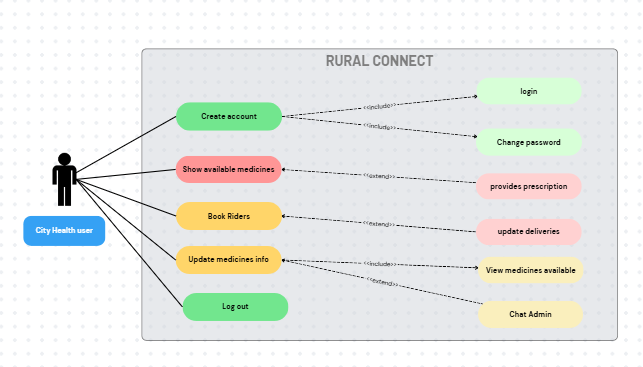 RURAL CONNECT
Create account
Show available medicines
Book Riders
Update medicines info
Log out
City Health user
<<include>>
<<include>>
<<extend>>
<<extend>>
<<include>>
<<extend>>
login
Change password
provides prescription
update deliveries
View medicines available
Chat Admin